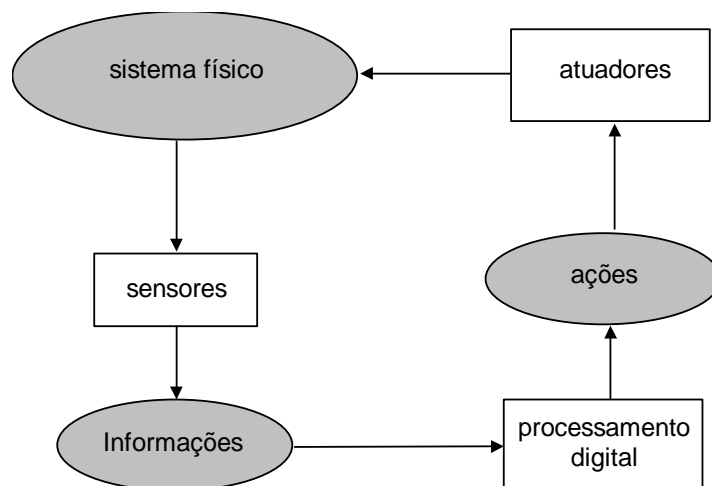 sistema físico
atuadores
sensores
ações
Informações
processamento
digital